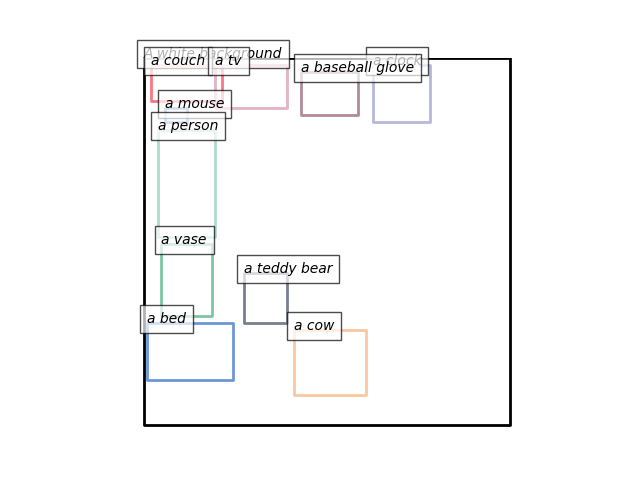 A white background
a couch
a tv
a clock
a baseball glove
a mouse
a person
a vase
a teddy bear
a bed
a cow